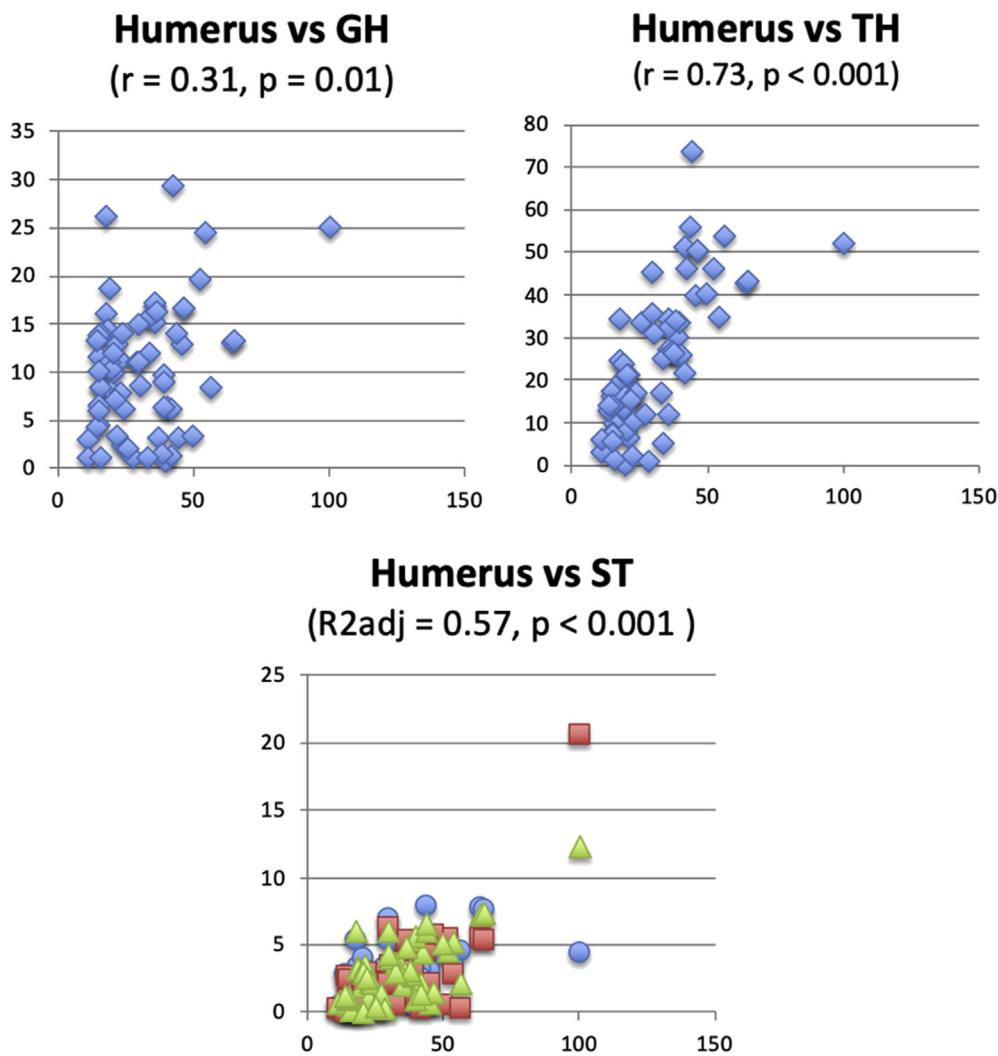 Humerus vs GH
(r = 0.31, p = 0.01)
35
30
25
20
15
10
5
0
0 50 100 150
Humerus vs TH
(r = 0.73, p < 0.001)
80
70
60
50
40
30
20
10
0
0 50 100 150
Humerus vs ST
(R2adj = 0.57, p < 0.001 )
25
20
15
10
5
0
0 50 100 150